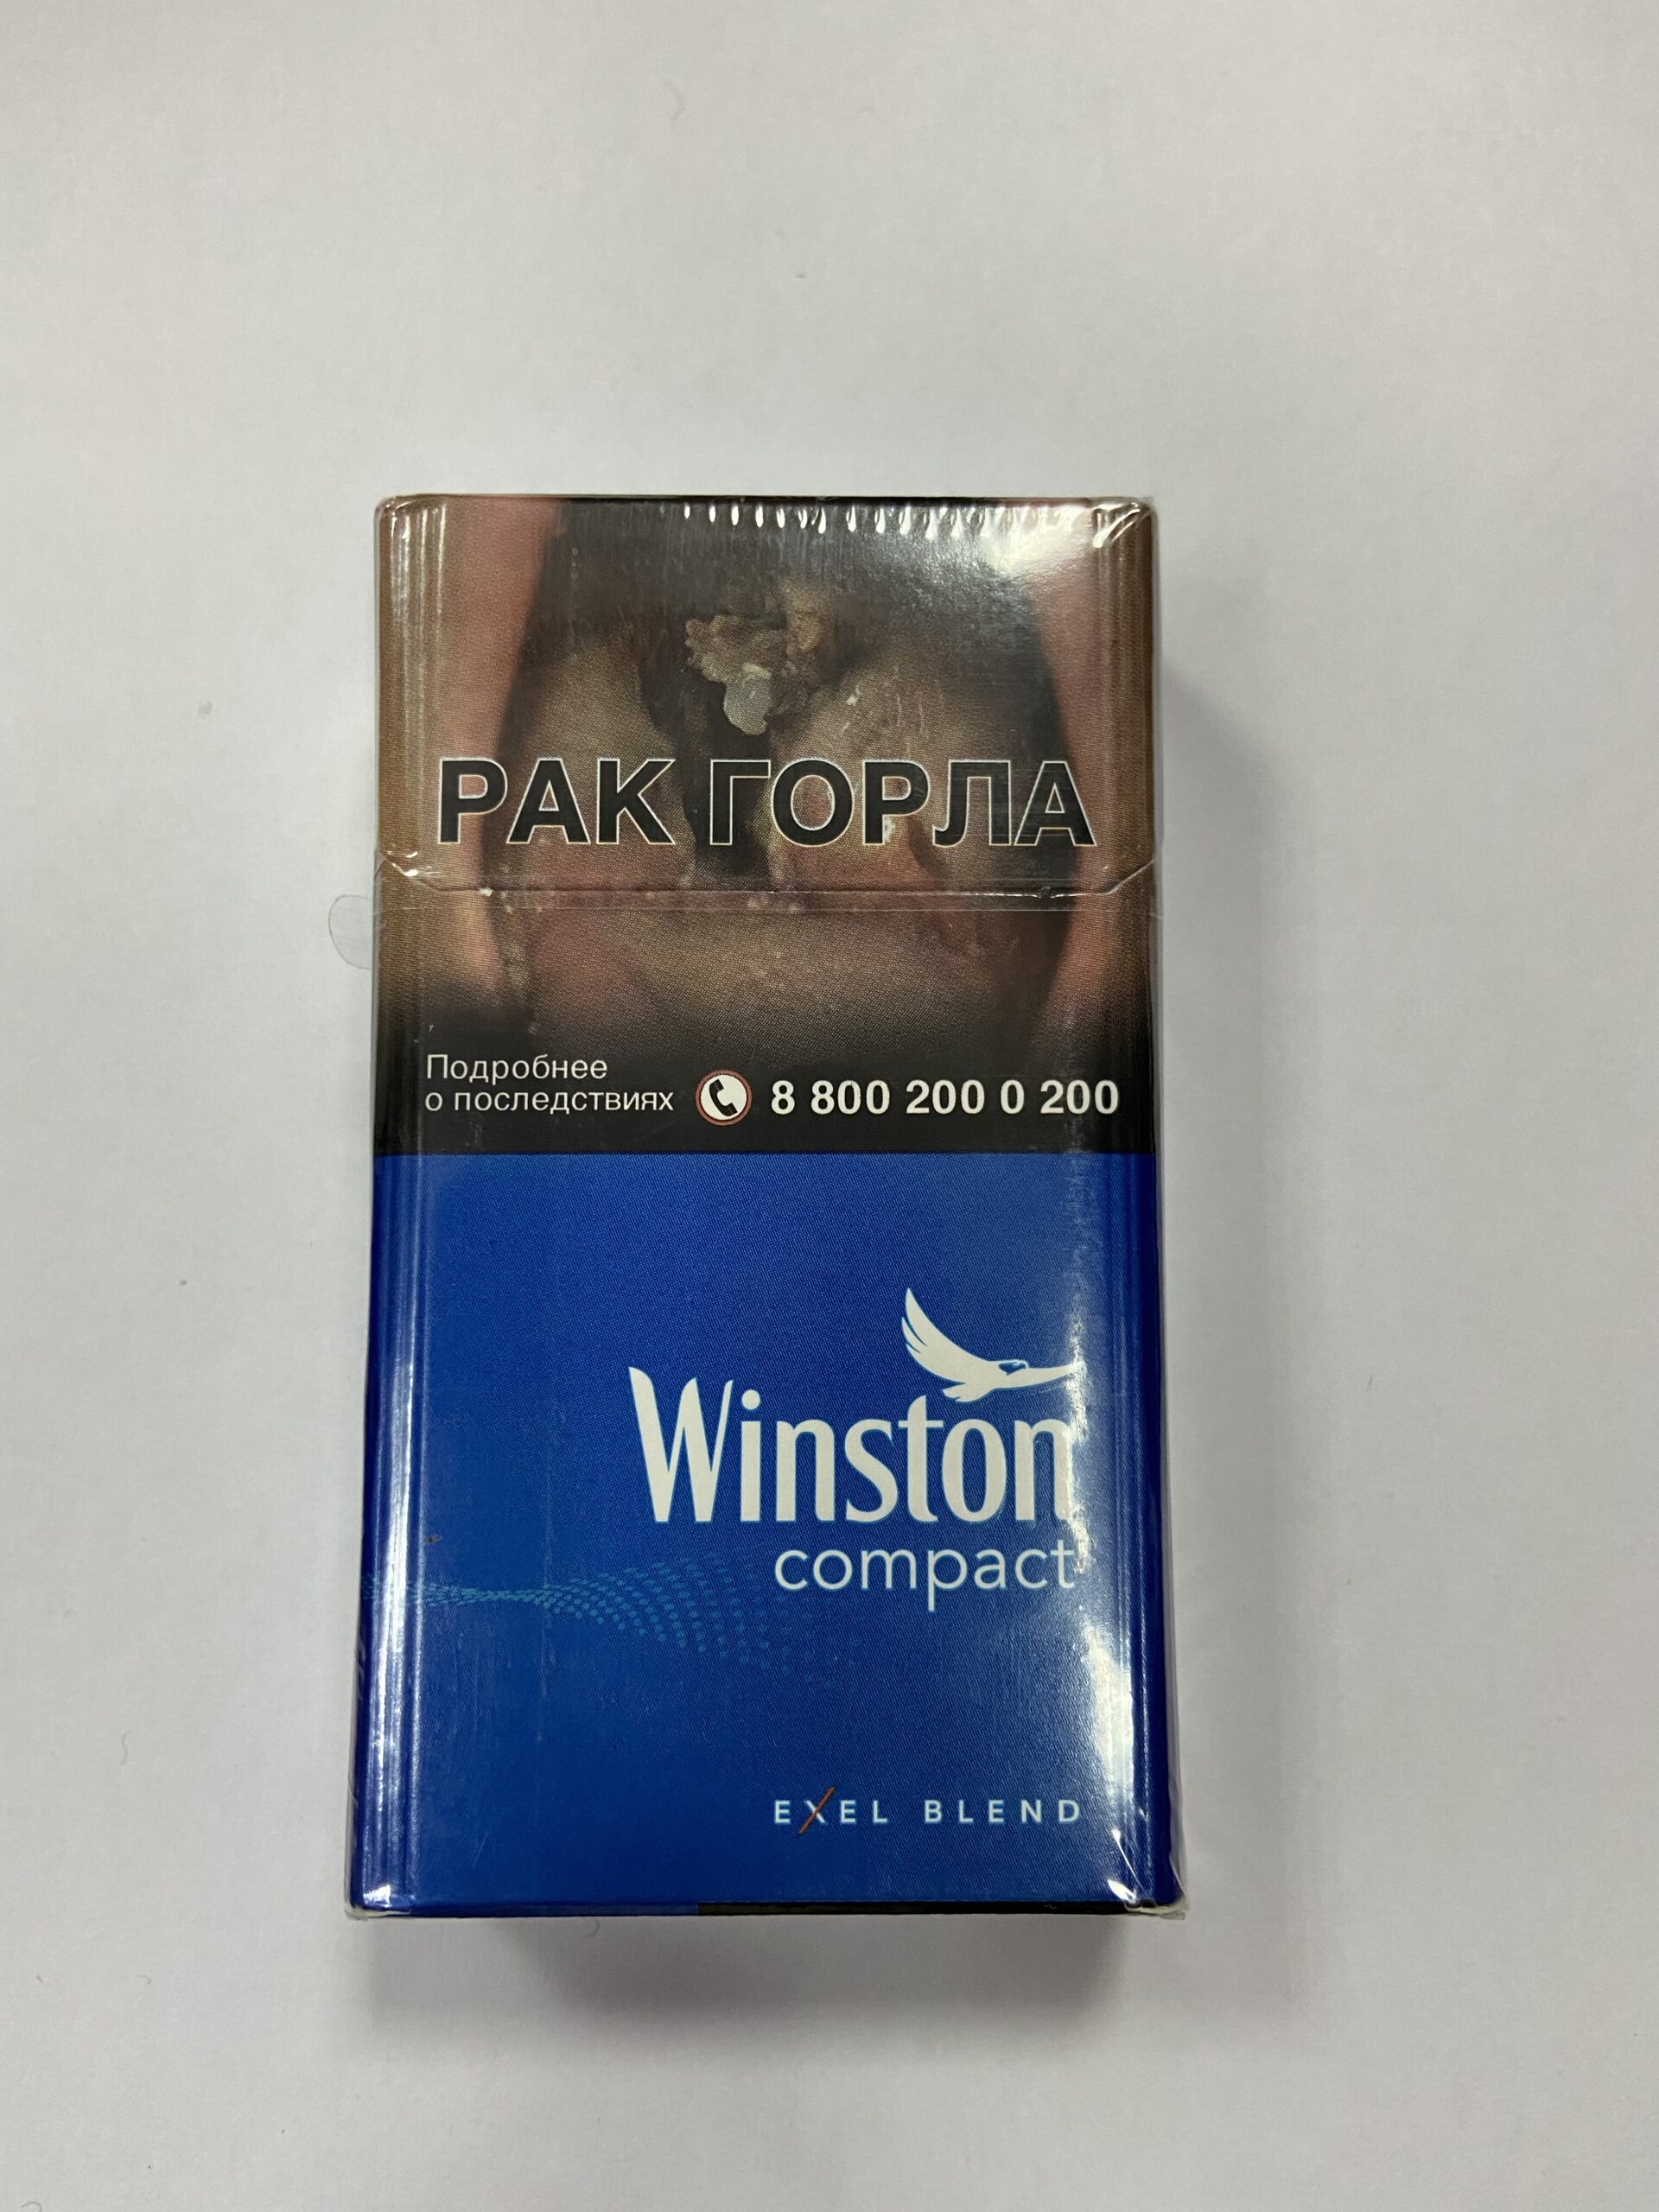 РАК ГОРЛА
Подробнее
о последствиях 8 800 200 0 200
Winston
compact
EXEL BLEND